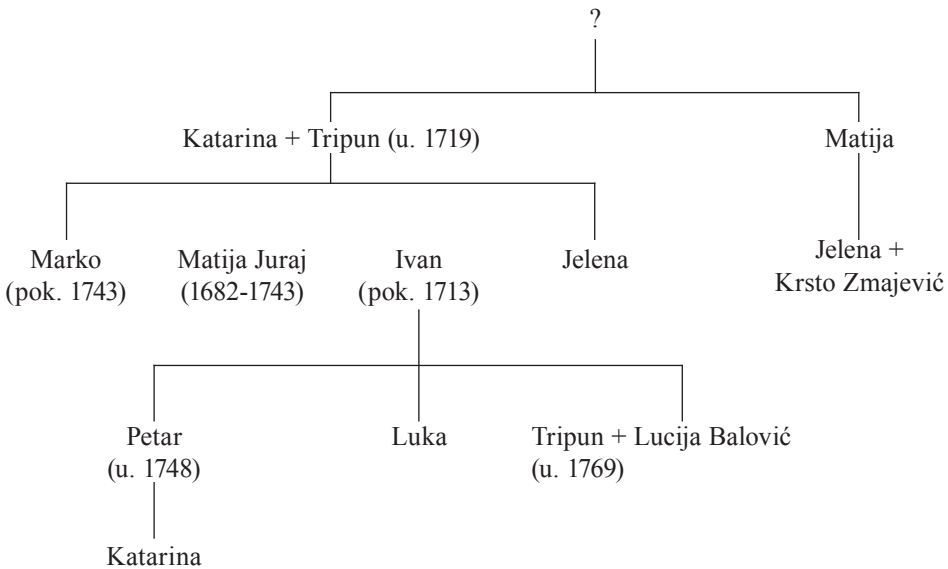 ?
Katarina + Tripun (u. 1719)
Matija
Marko
(pok. 1743)
Matija Juraj
(1682-1743)
Ivan
(pok. 1713)
Jelena
Jelena +
Krsto Zmajević
Petar
(u. 1748)
Luka
Tripun + Lucija Balović
(u. 1769)
Katarina